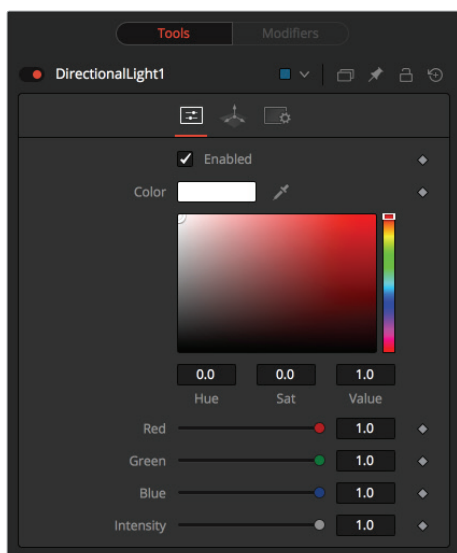 Tools Modifiers
DirectionalLight1
Enabled
Color
0.0 0.0 1.0
Hue Sat Value
Red 1.0
Green 1.0
Blue 1.0
Intensity 1.0